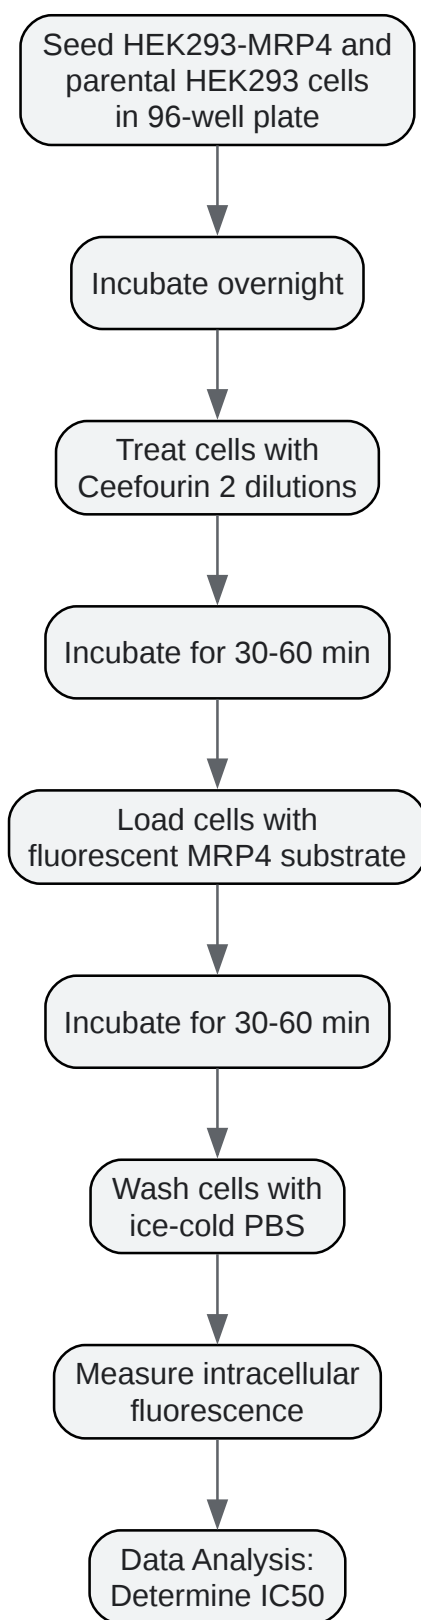 Seed HEK293-MRP4 and
parental HEK293 cells
in 96-well plate
Incubate overnight
Treat cells with
Ceefourin 2 dilutions
Incubate for 30-60 min
Load cells with
fluorescent MRP4 substrate
Incubate for 30-60 min
Wash cells with
ice-cold PBS
Measure intracellular
fluorescence
Data Analysis:
Determine IC50